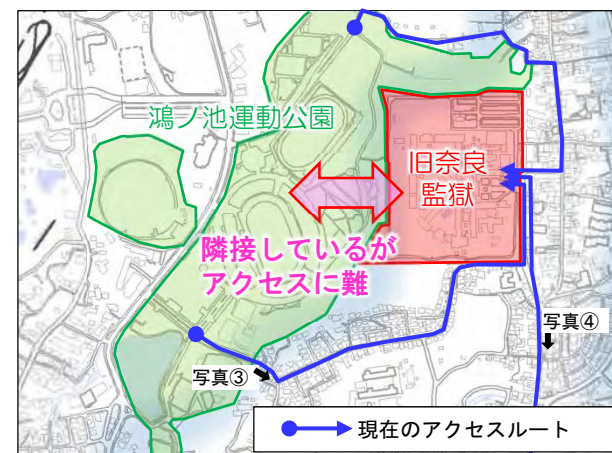 鴻ノ池運動公園
旧奈良
監獄
隣接しているが
アクセスに難
写真④
写真③
現在のアクセスルート